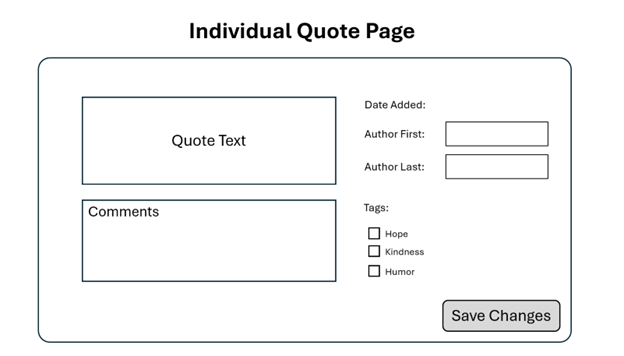 Individual Quote Page
Quote Text
Comments
Date Added:
Author First:
Author Last:
Tags:
Hope
Kindness
Humor
Save Changes